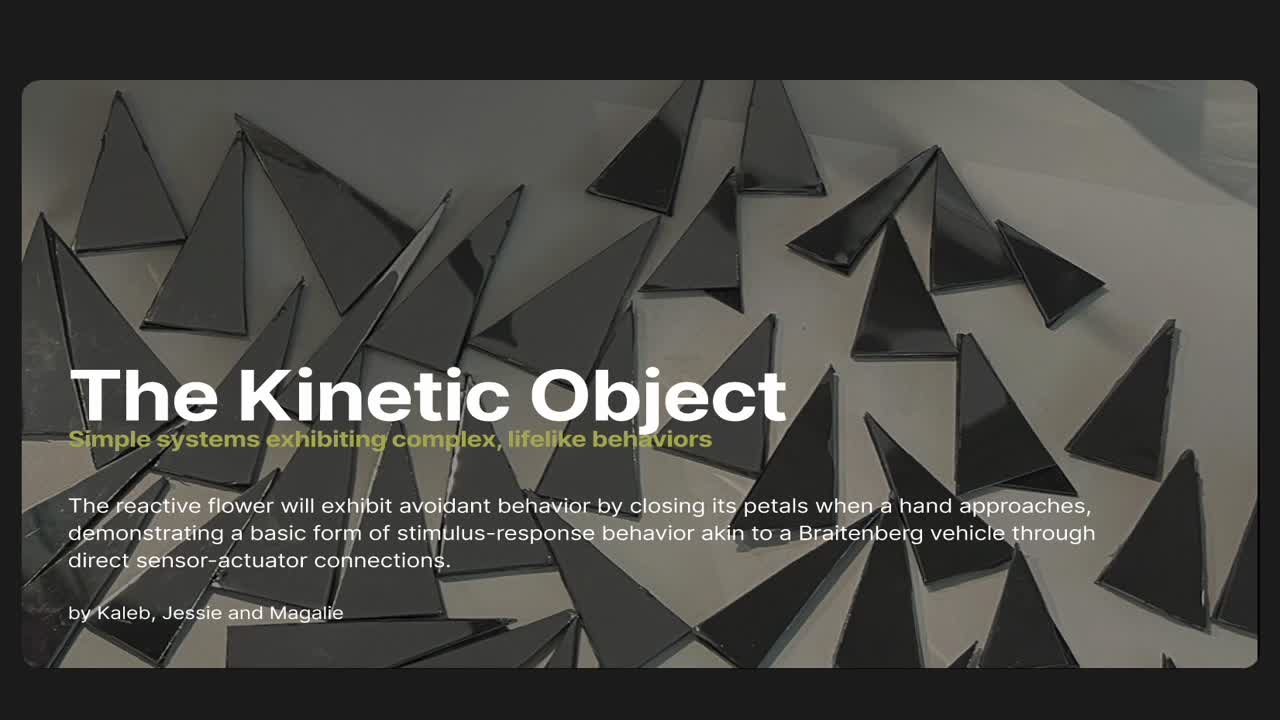 The Kinetic Object
Simple systems exhibiting complex, lifelike behaviors
The reactive flower will exhibit avoidant behavior by closing its petals when a hand approaches,
demonstrating a basic form of stimulus-response behavior akin to a Braitenberg vehicle through
direct sensor-actuator connections.
by Kaleb, Jessie and Magalie